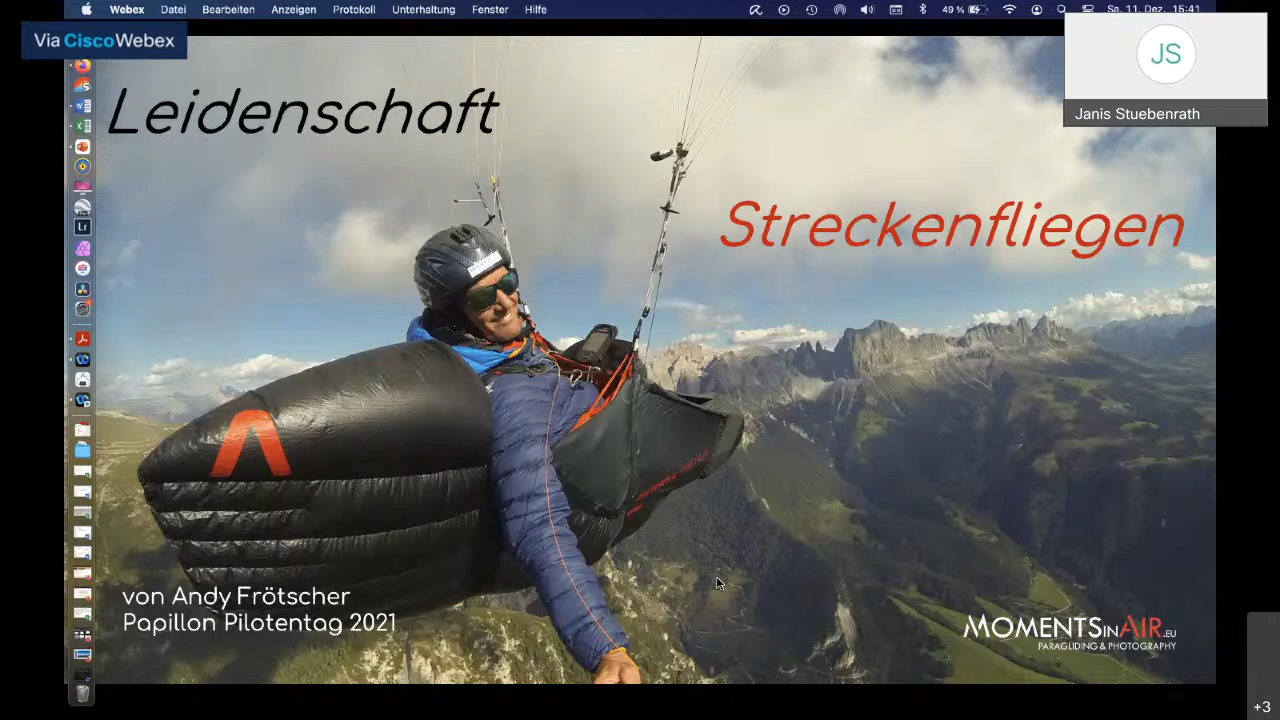 Webex Datei Bearbeiten Anzeigen Protokoll Unterhaltung Fenster Hilfe 49 % Sa. 11. Dez. 15:41
Via CiscoWebex
JS
Janis Stuebenrath
Leidenschaft
Streckenfliegen
Lr
von Andy Frötscher
Papillon Pilotentag 2021
MOMENTSINAIR.EU
PARAGLIDING & PHOTOGRAPHY
+3